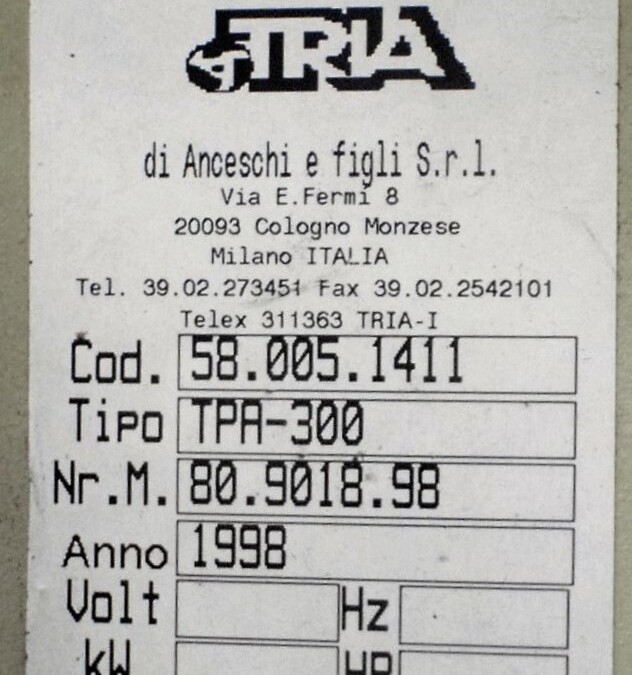 TRIA
di Anceschi e figli S.r.l.
Via E.Fermi 8
20093 Cologno Monzese
Milano ITALIA
Tel. 39.02.273451 Fax 39.02.2542101
Telex 311363 TRIA-I
Cod. 58.005.1411
Tipo TPA-300
Nr.M. 80.9018.98
Anno 1998
Volt Hz
kW HP